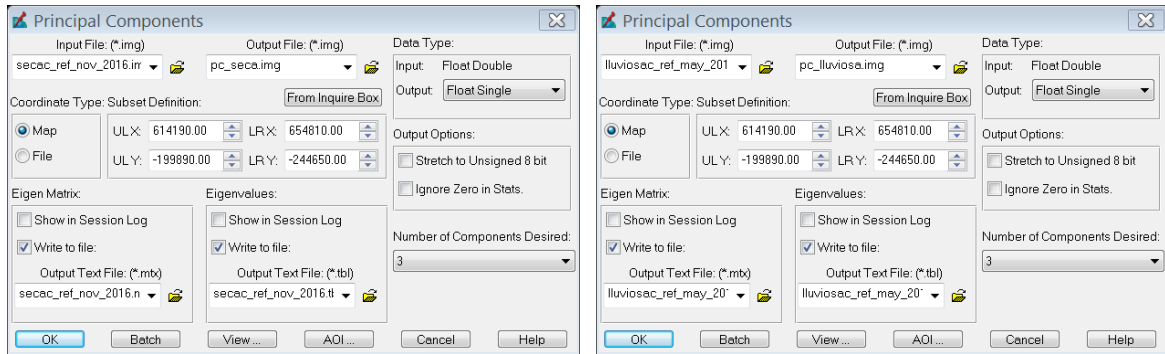 Principal Components
Input File: (*.img) Output File: (*.img) Data Type:
secac_ref_nov_2016.im pc_seca.img Input: Float Double
Output: Float Single
Coordinate Type: Subset Definition: From Inquire Box
Map ULX: 614190.00 LRX: 654810.00 Output Options:
File ULY: -199890.00 LRY: -244650.00 Stretch to Unsigned 8 bit
Ignore Zero in Stats.
Eigen Matrix: Eigenvalues:
Show in Session Log Show in Session Log
Write to file: Write to file: Number of Components Desired:
Output Text File: (*.mtx) Output Text File: (*.tbl) 3
secac_ref_nov_2016.n secac_ref_nov_2016.tl
OK Batch View ... AOI ... Cancel Help
Principal Components
Input File: (*.img) Output File: (*.img) Data Type:
lluviosac_ref_may_201 pc_lluviosa.img Input: Float Double
Output: Float Single
Coordinate Type: Subset Definition: From Inquire Box
Map ULX: 614190.00 LRX: 654810.00 Output Options:
File ULY: -199890.00 LRY: -244650.00 Stretch to Unsigned 8 bit
Ignore Zero in Stats.
Eigen Matrix: Eigenvalues:
Show in Session Log Show in Session Log
Write to file: Write to file: Number of Components Desired:
Output Text File: (*.mtx) Output Text File: (*.tbl) 3
lluviosac_ref_may_20 lluviosac_ref_may_20
OK Batch View ... AOI ... Cancel Help